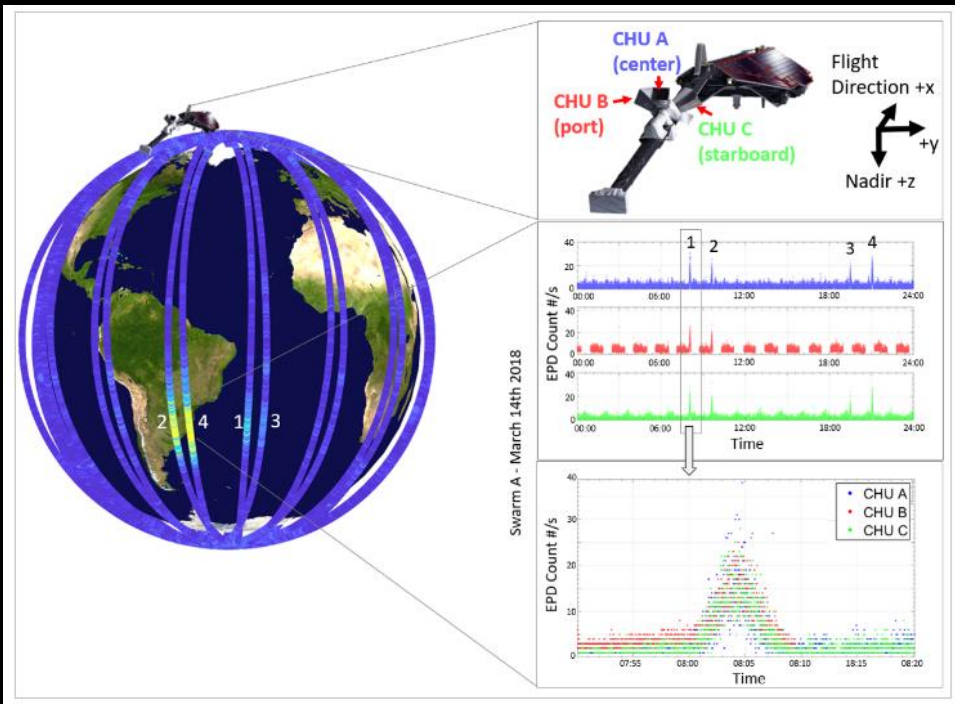 CHU A
(center)
CHU B
(port)
CHU C
(starboard)
Flight
Direction +x
+y
Nadir +z
2
4
1
3
Swarm A - March 14th 2018
EPD Count #/s
1
2
3
4
40
20
0
00:00
06:00
12:00
18:00
24:00
40
20
0
00:00
06:00
12:00
18:00
24:00
40
20
0
00:00
06:00
12:00
18:00
24:00
Time
EPD Count #/s
40
30
20
10
0
CHU A
CHU B
CHU C
07:55
08:00
08:05
08:10
18:15
08:20
Time